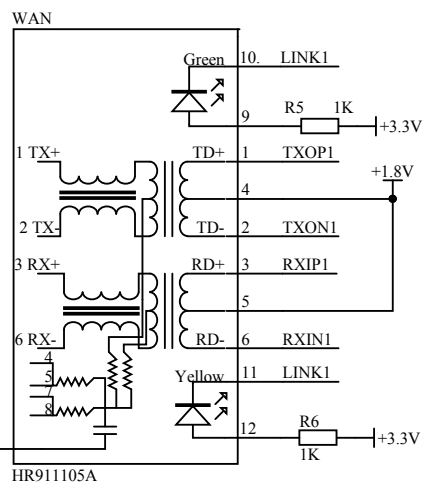 WAN
Green 10. LINK1
9 R5 1K +3.3V
1 TX+ TD+ 1 TXOP1
+1.8V
4
2 TX- TD- 2 TXON1
3 RX+ RD+ 3 RXIP1
5
6 RX- RD- 6 RXIN1
4
5
7
8
Yellow 11 LINK1
12 R6 1K +3.3V
HR911105A